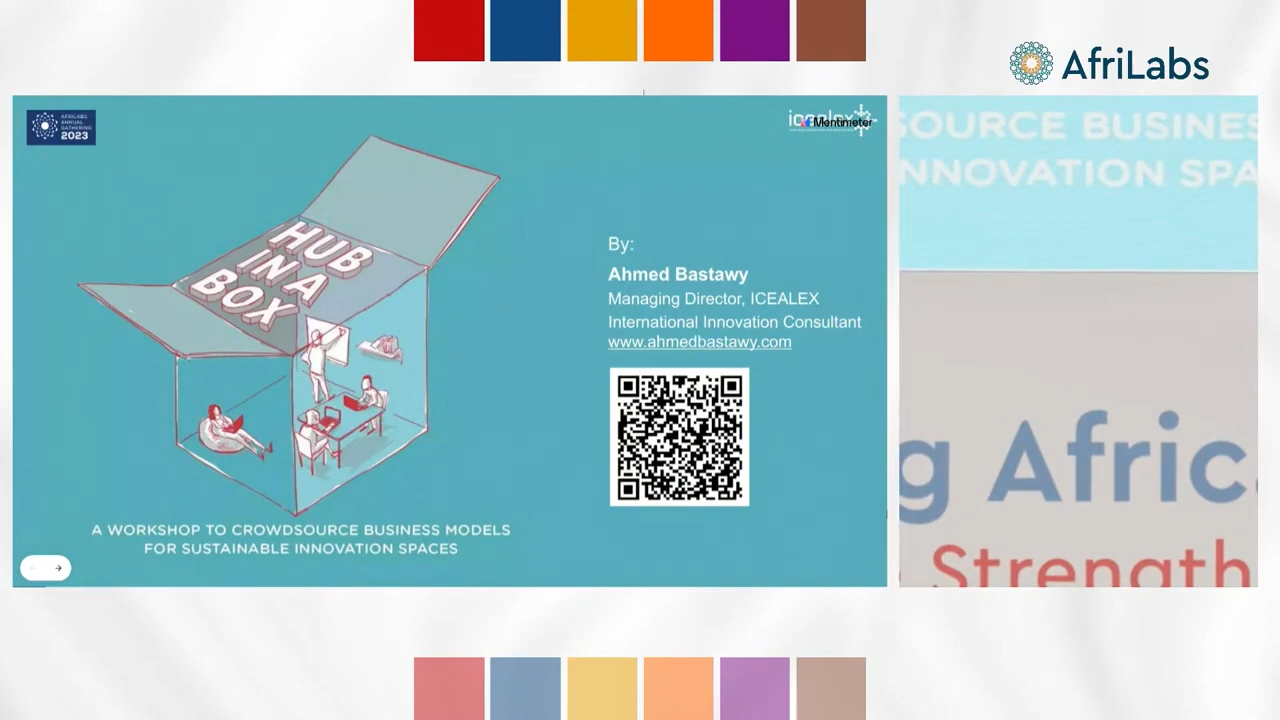 AfriLabs
AFRILABS
ANNUAL
GATHERING
2023
Mentimeter
HUB
IN A
BOX
By:
Ahmed Bastawy
Managing Director, ICEALEX
International Innovation Consultant
www.ahmedbastawy.com
A WORKSHOP TO CROWDSOURCE BUSINESS MODELS
FOR SUSTAINABLE INNOVATION SPACES
SOURCE BUSINES
NNOVATION SPA
g Afric
Strength